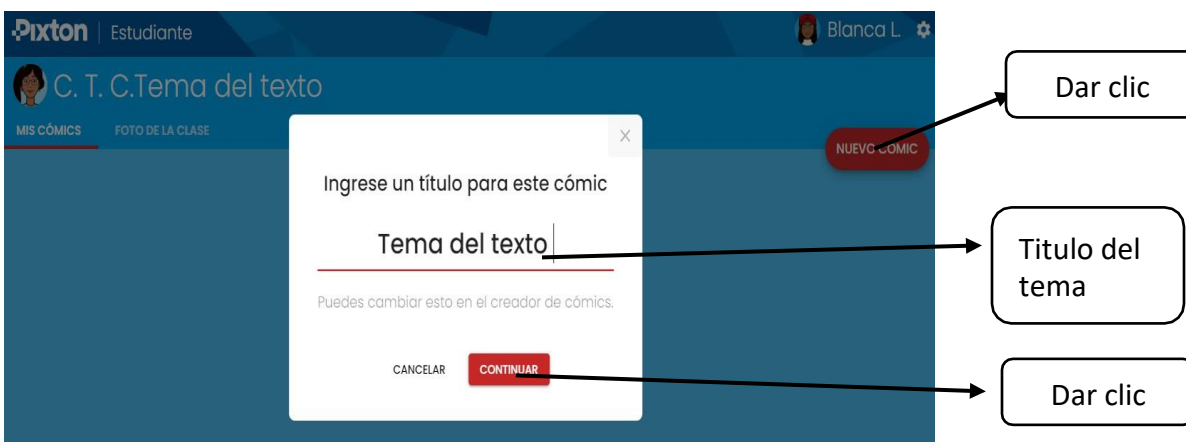 Pixton Estudiante
Blanca L.
C. T. C.Tema del texto
MIS CÓMICS FOTO DE LA CLASE
NUEVO CÓMIC
X
Ingrese un título para este cómic
Tema del texto
Puedes cambiar esto en el creador de cómics.
CANCELAR CONTINUAR
Dar clic
Titulo del
tema
Dar clic